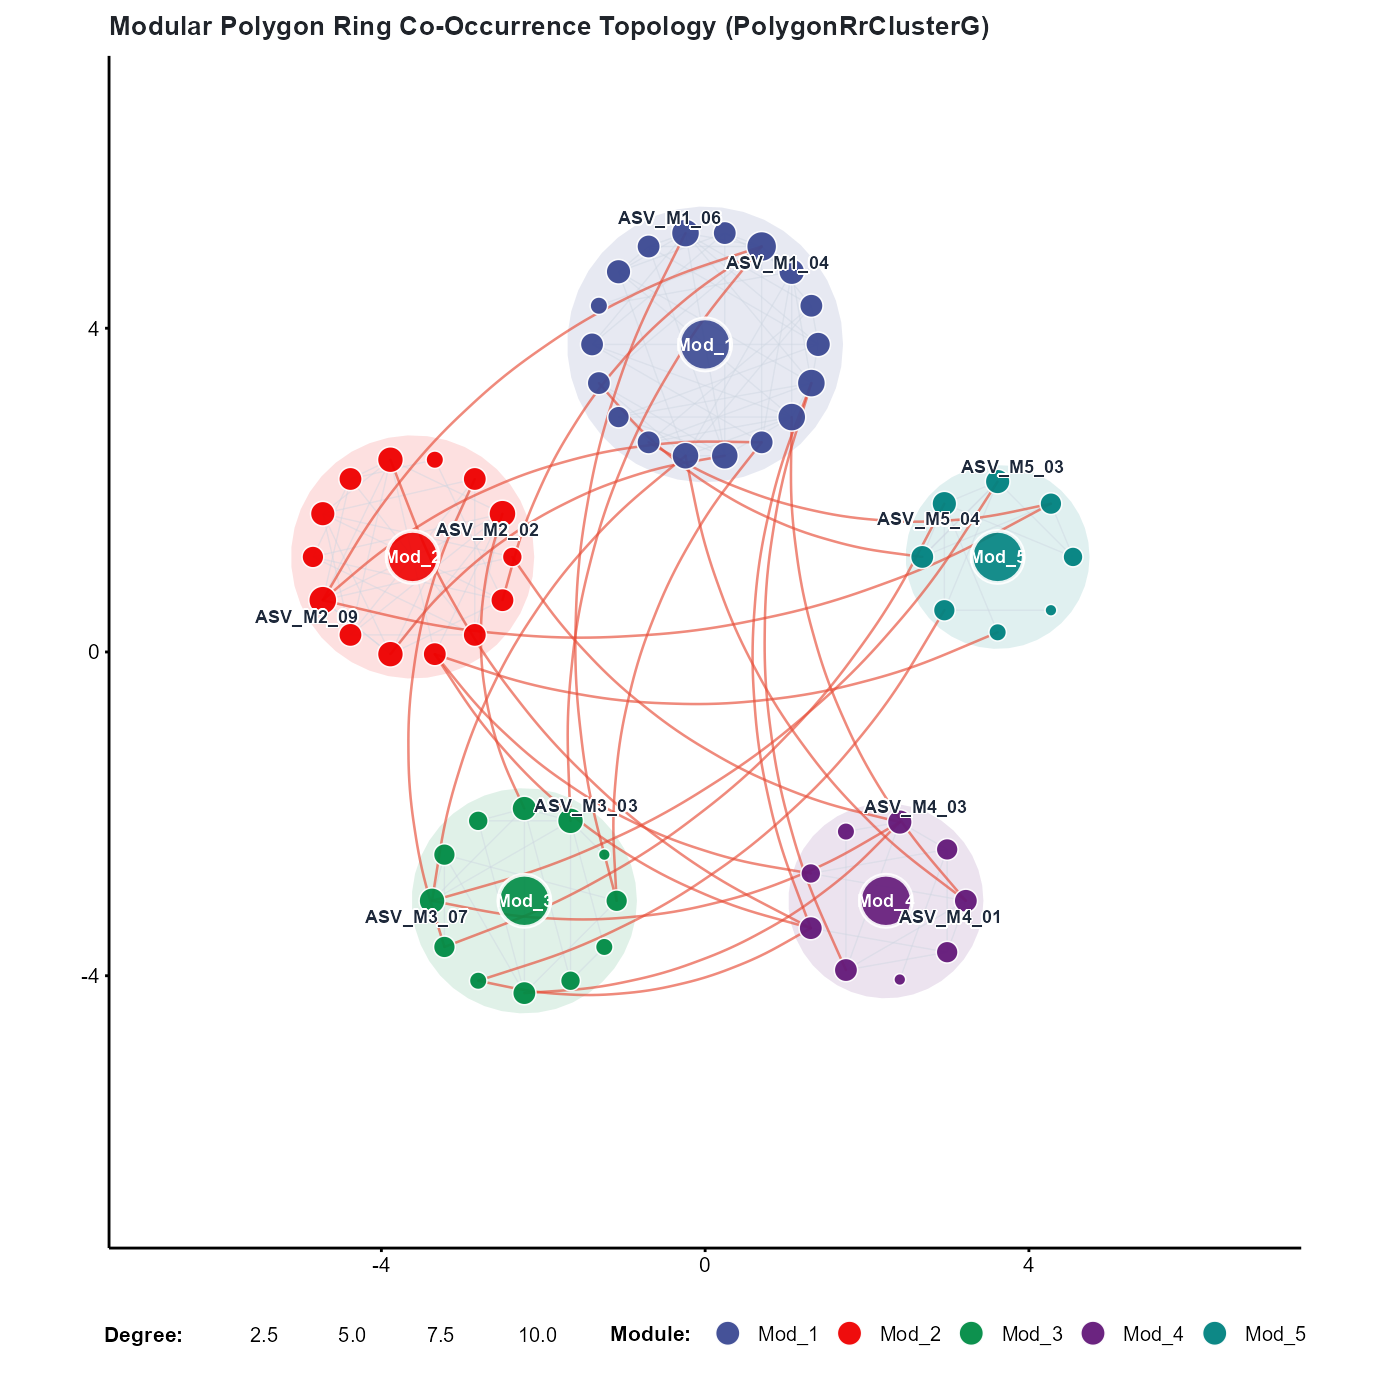 Modular Polygon Ring Co-Occurrence Topology (PolygonRrClusterG)
ASV_M1_06
ASV_M1_04
4
Mod_1
ASV_M5_03
ASV_M5_04
ASV_M2_02
Mod_2
Mod_5
ASV_M2_09
0
ASV_M3_03
ASV_M4_03
Mod_3
Mod_4
ASV_M3_07
ASV_M4_01
-4
-4 0 4
Degree: 2.5 5.0 7.5 10.0 Module: Mod_1 Mod_2 Mod_3 Mod_4 Mod_5